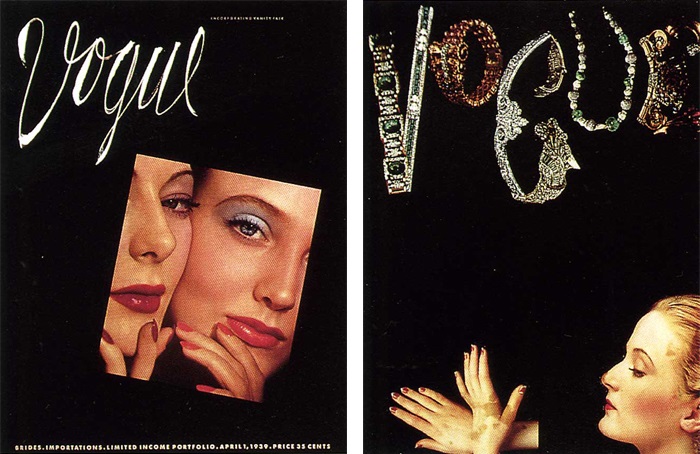 INCORPORATING VANITY FAIR
Vogue
BRIDES. IMPORTATIONS. LIMITED INCOME PORTFOLIO. APRIL 1, 1939. PRICE 35 CENTS
VOGUE